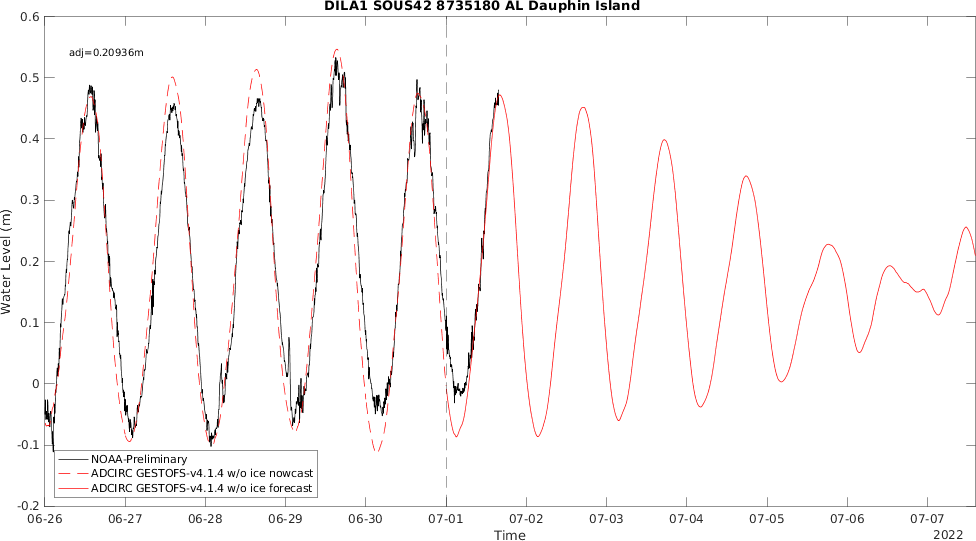 DILA1 SOUS42 8735180 AL Dauphin Island
0.6
adj=0.20936m
0.5
0.4
0.3
0.2
0.1
0
-0.1
-0.2
Water Level (m)
NOAA-Preliminary
ADCIRC GESTOFS-v4.1.4 w/o ice nowcast
ADCIRC GESTOFS-v4.1.4 w/o ice forecast
06-26 06-27 06-28 06-29 06-30 07-01 07-02 07-03 07-04 07-05 07-06 07-07
Time
2022